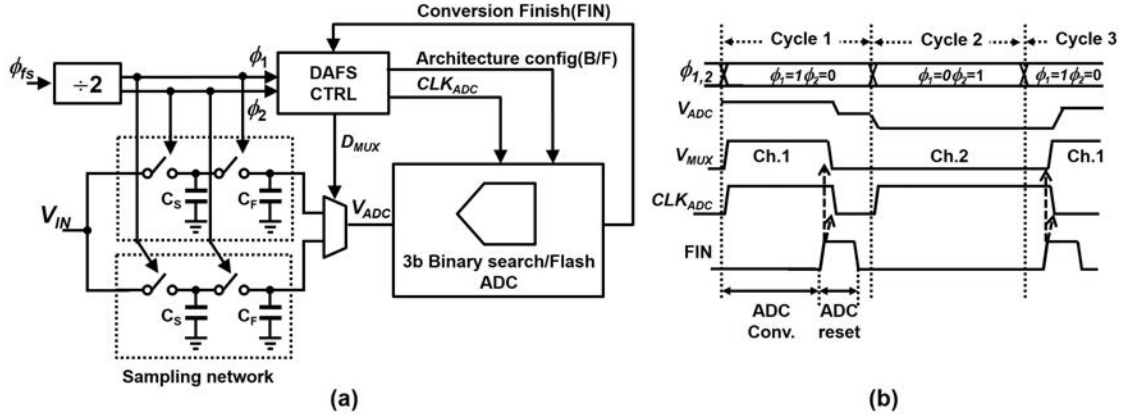 Conversion Finish(FIN)
ϕfs
÷2
ϕ1
ϕ2
DAFS
CTRL
Architecture config(B/F)
CLKADC
DMUX
VIN
CS
CF
VADC
3b Binary search/Flash
ADC
CS
CF
Sampling network
(a)
Cycle 1
Cycle 2
Cycle 3
ϕ1,2
ϕ1=1ϕ2=0
ϕ1=0ϕ2=1
ϕ1=1ϕ2=0
VADC
VMUX
Ch.1
Ch.2
Ch.1
CLKADC
FIN
ADC
Conv.
ADC
reset
(b)